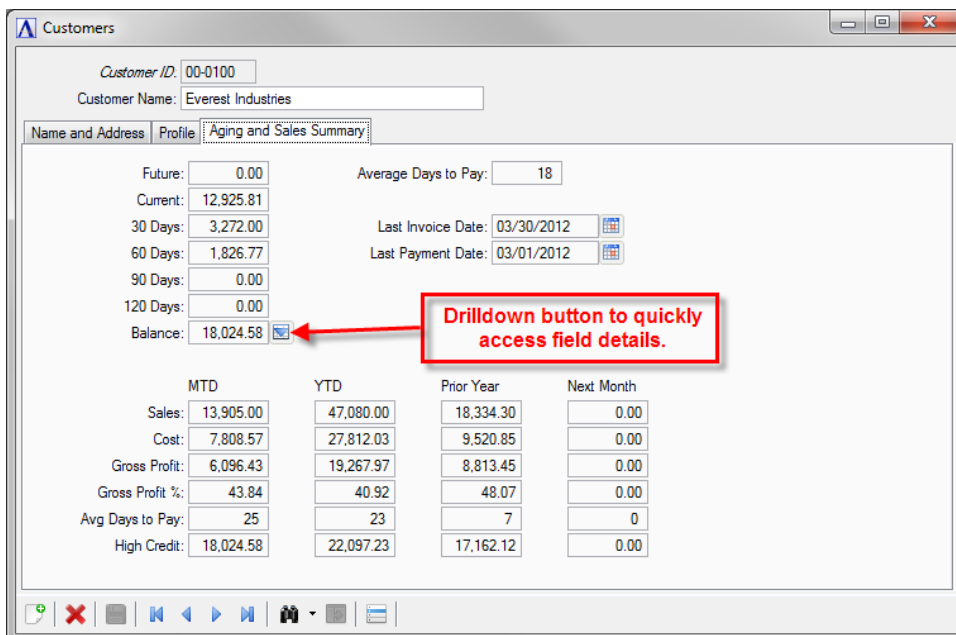 Customers
Customer ID: 00-0100
Customer Name: Everest Industries
Name and Address Profile Aging and Sales Summary
Future: 0.00 Average Days to Pay: 18
Current: 12,925.81
30 Days: 3,272.00 Last Invoice Date: 03/30/2012
60 Days: 1,826.77 Last Payment Date: 03/01/2012
90 Days: 0.00
120 Days: 0.00
Balance: 18,024.58
Drilldown button to quickly
access field details.
MTD YTD Prior Year Next Month
Sales: 13,905.00 47,080.00 18,334.30 0.00
Cost: 7,808.57 27,812.03 9,520.85 0.00
Gross Profit: 6,096.43 19,267.97 8,813.45 0.00
Gross Profit %: 43.84 40.92 48.07 0.00
Avg Days to Pay: 25 23 7 0
High Credit: 18,024.58 22,097.23 17,162.12 0.00